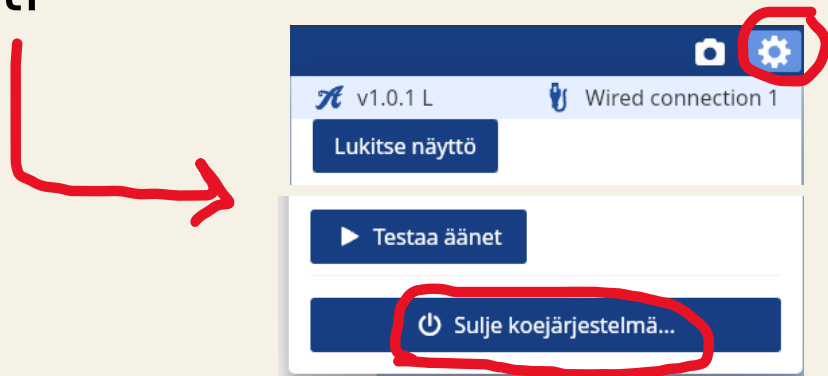 v1.0.1 L Wired connection 1
Lukitse näyttö
Testaa äänet
Sulje koejärjestelmä...